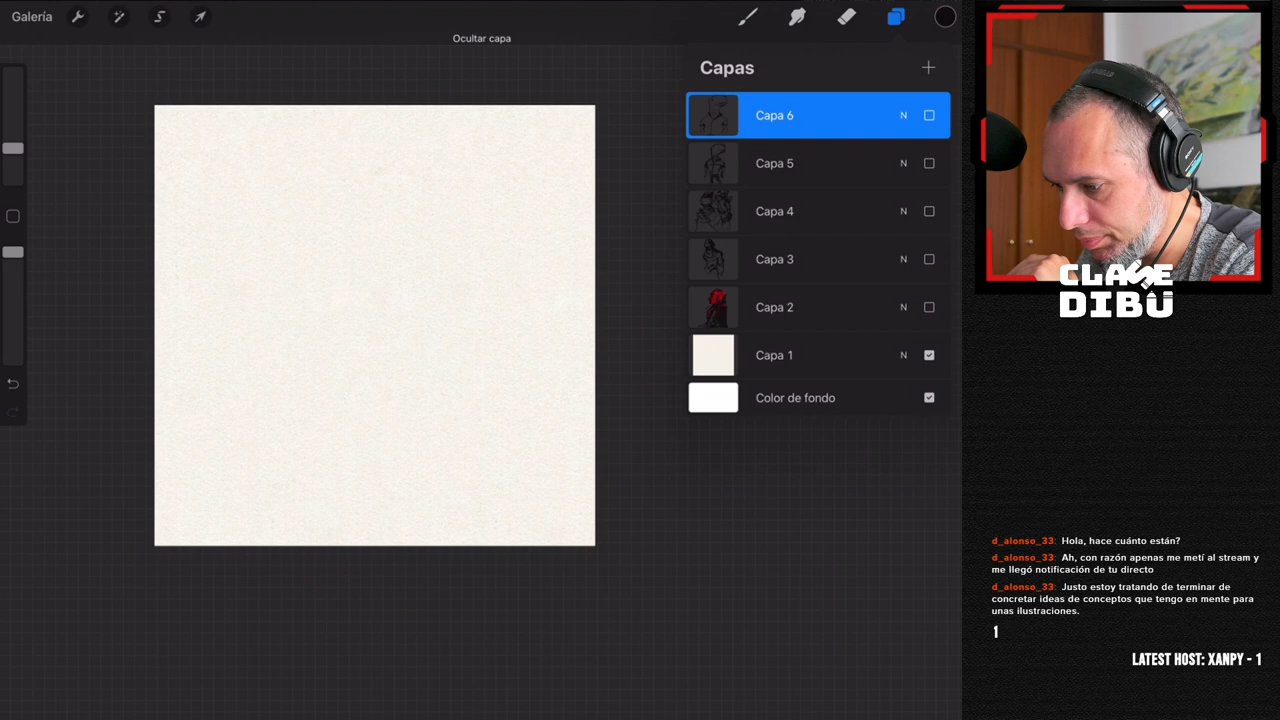 Galería
Ocultar capa
Capas
Capa 6 N
Capa 5 N
Capa 4 N
Capa 3 N
Capa 2 N
Capa 1 N
Color de fondo
CLASE
DIBU
d_alonso_33: Hola, hace cuánto están?
d_alonso_33: Ah, con razón apenas me metí al stream y
me llegó notificación de tu directo
d_alonso_33: Justo estoy tratando de terminar de
concretar ideas de conceptos que tengo en mente para
unas ilustraciones.
1
LATEST HOST: XANPY - 1